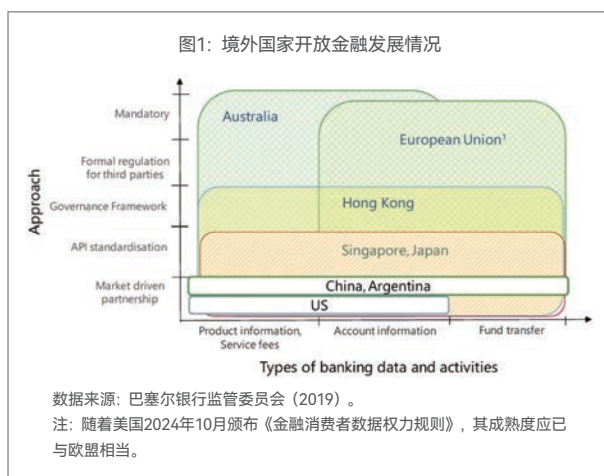 图1：境外国家开放金融发展情况
Approach
Mandatory
Formal regulation
for third parties
Governance Framework
API standardisation
Market driven
partnership
Australia
European Union¹
Hong Kong
Singapore, Japan
China, Argentina
US
Product information,
Service fees
Account information
Fund transfer
Types of banking data and activities
数据来源：巴塞尔银行监管委员会（2019）。
注：随着美国2024年10月颁布《金融消费者数据权力规则》，其成熟度应已
与欧盟相当。